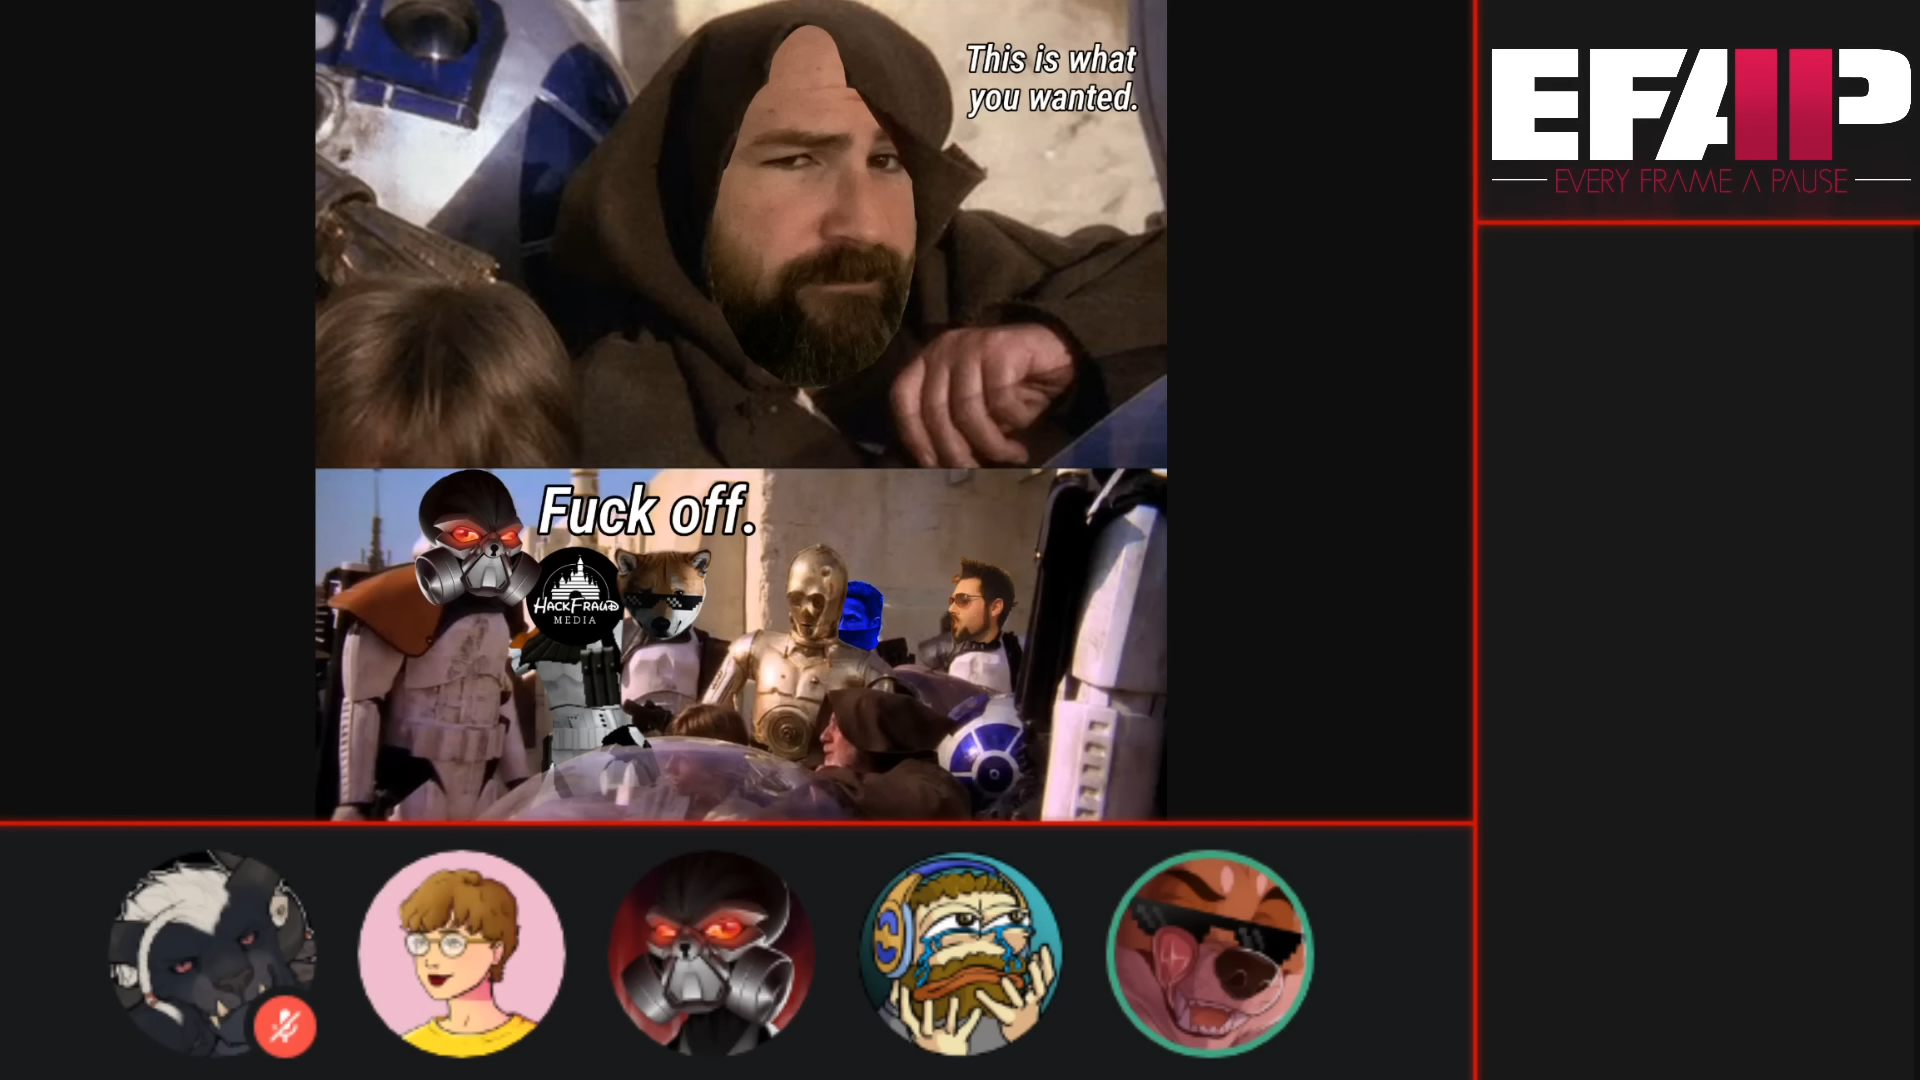 This is what
you wanted.
EFAP
EVERY FRAME A PAUSE
Fuck off.
HACKFRAUD
MEDIA